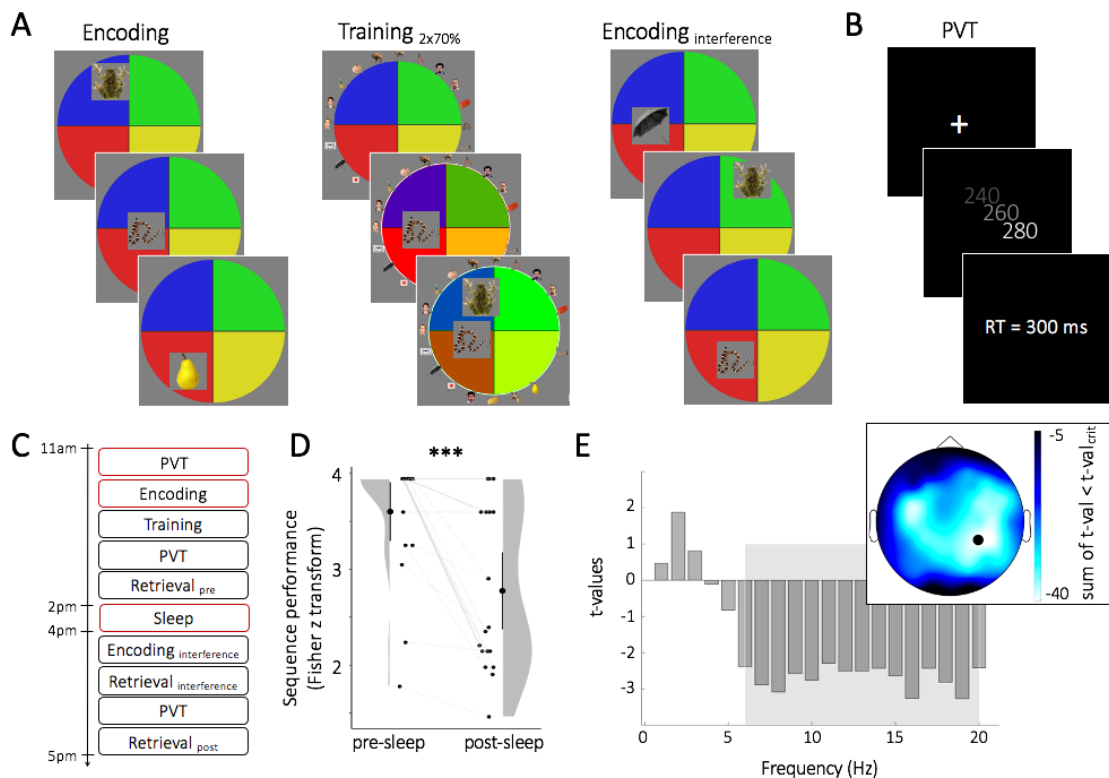 A
Encoding
Training 2x70%
Encoding interference
B
PVT
+
240
260
280
RT = 300 ms
C
11am
PVT
Encoding
Training
PVT
Retrieval pre
2pm
Sleep
4pm
Encoding interference
Retrieval interference
PVT
Retrieval post
5pm
D
***
Sequence performance
(Fisher z transform)
4
3
2
pre-sleep
post-sleep
E
t-values
2
1
0
-1
-2
-3
0
5
10
15
20
Frequency (Hz)
-5
-40
sum of t-val < t-valcrit